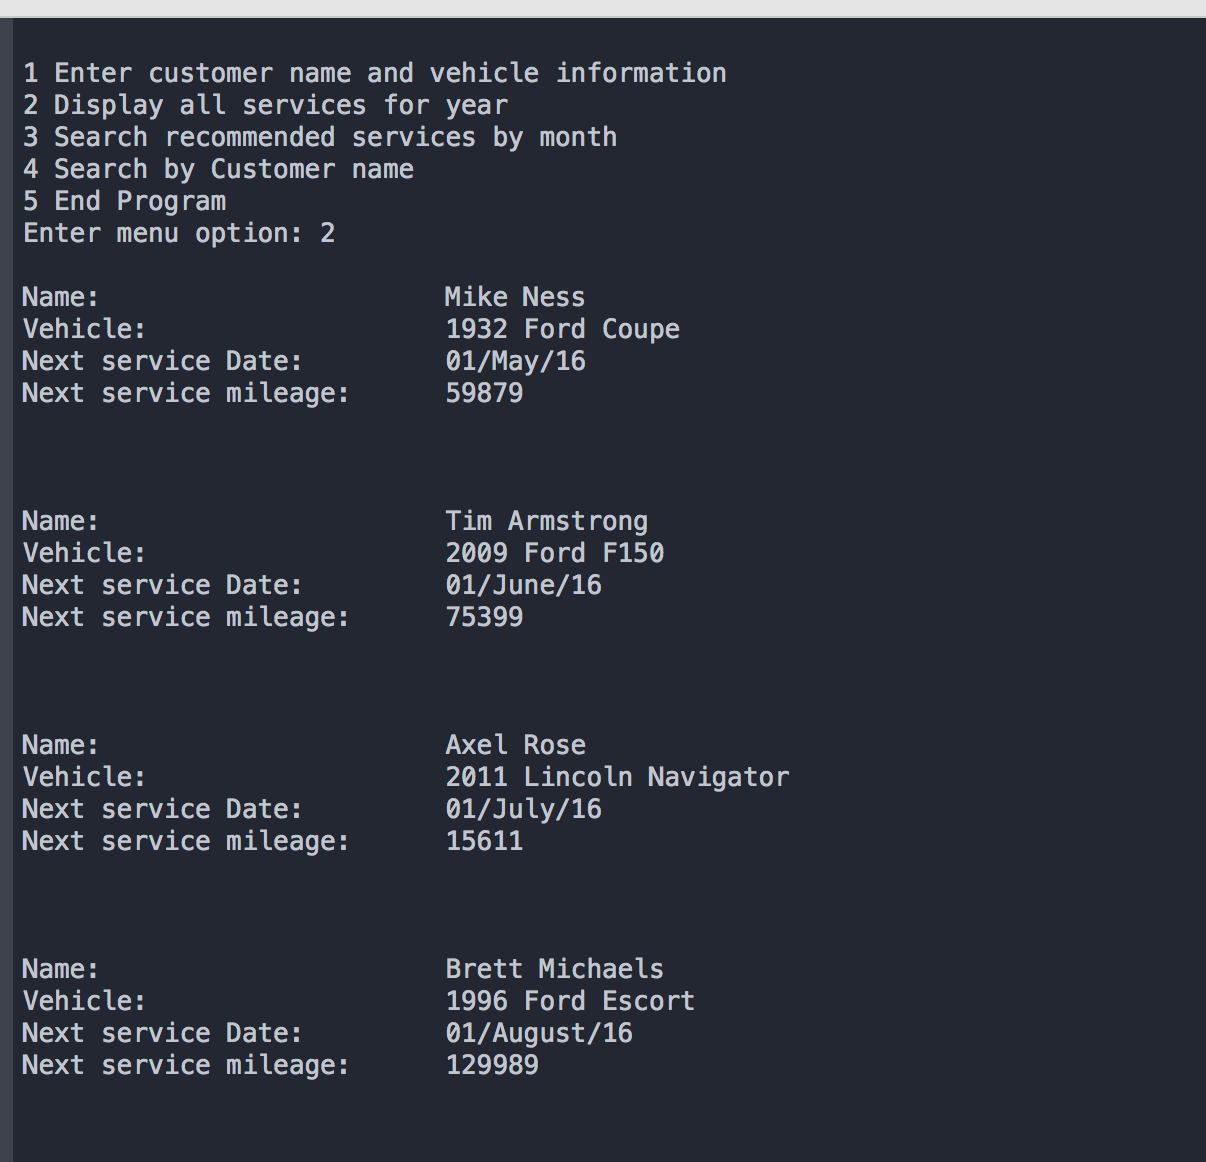 1 Enter customer name and vehicle information
2 Display all services for year
3 Search recommended services by month
4 Search by Customer name
5 End Program
Enter menu option: 2
Name: Mike Ness
Vehicle: 1932 Ford Coupe
Next service Date: 01/May/16
Next service mileage: 59879
Name: Tim Armstrong
Vehicle: 2009 Ford F150
Next service Date: 01/June/16
Next service mileage: 75399
Name: Axel Rose
Vehicle: 2011 Lincoln Navigator
Next service Date: 01/July/16
Next service mileage: 15611
Name: Brett Michaels
Vehicle: 1996 Ford Escort
Next service Date: 01/August/16
Next service mileage: 129989